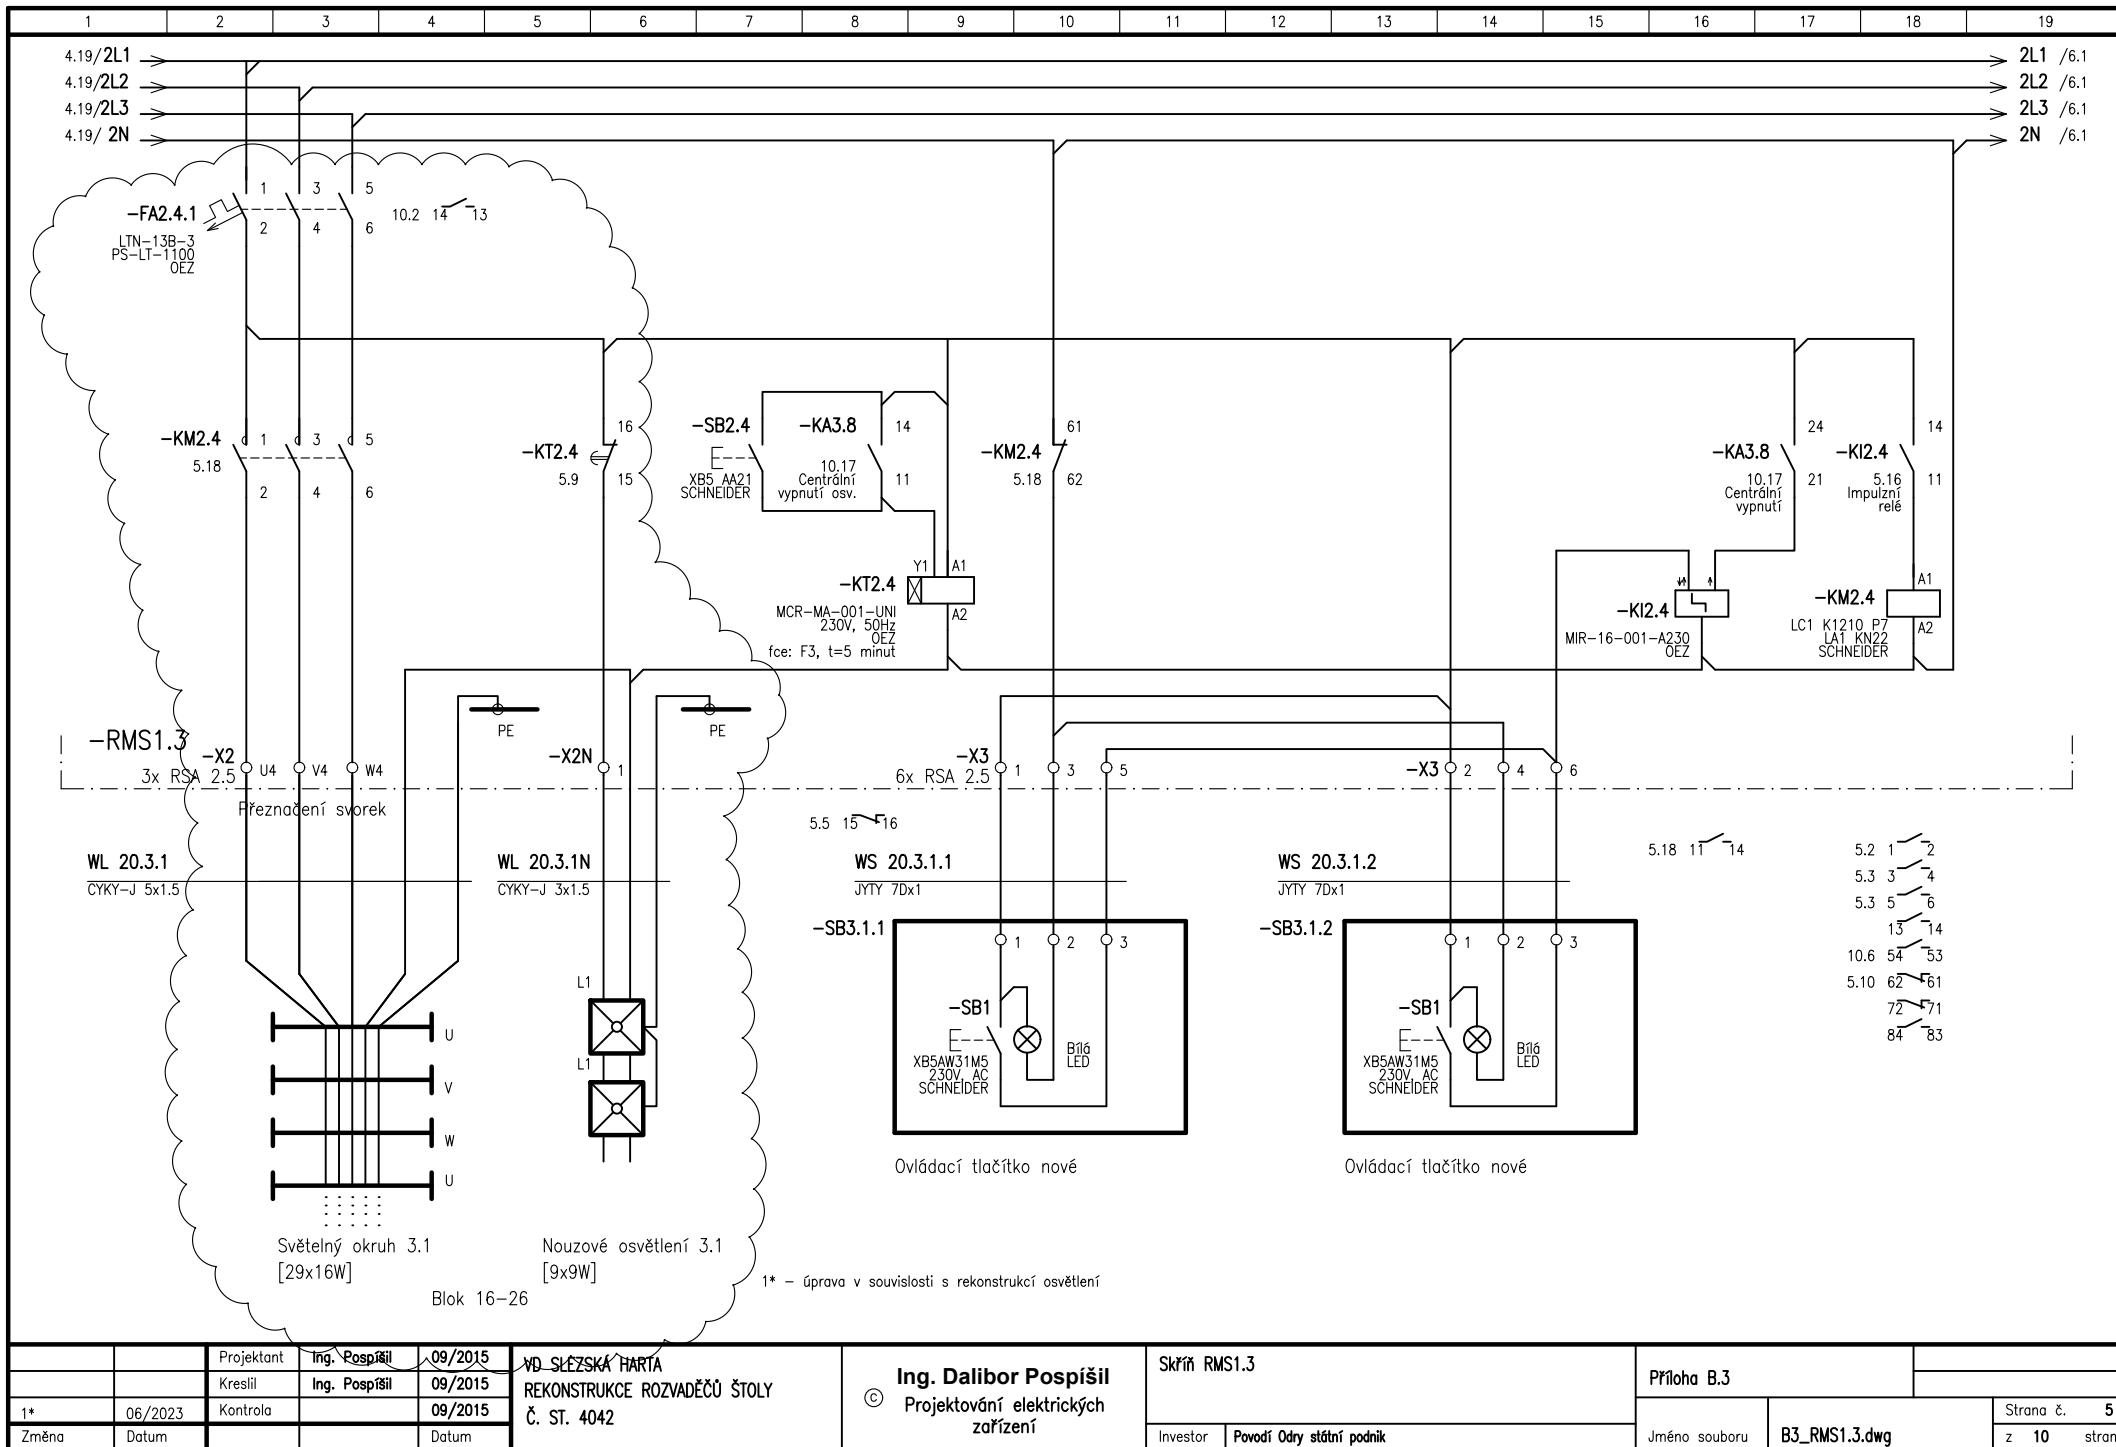 1 2 3 4 5 6 7 8 9 10 11 12 13 14 15 16 17 18 19
4.19/2L1
2L1 /6.1
4.19/2L2
2L2 /6.1
4.19/2L3
2L3 /6.1
4.19/ 2N
2N /6.1
-FA2.4.1
1 3 5
2 4 6
10.2 14 13
LTN-13B-3
PS-LT-1100
OEZ
-KM2.4
5.18
1 3 5
2 4 6
-KT2.4
5.9
16
15
-SB2.4
XB5 AA21
SCHNEIDER
-KA3.8
10.17
Centrální
vypnutí osv.
14
11
-KM2.4
5.18
61
62
-KA3.8
10.17
Centrální
vypnutí
24
21
-KI2.4
5.16
Impulzní
relé
14
11
Y1 A1
-KT2.4
A2
MCR-MA-001-UNI
230V, 50Hz
OEZ
fce: F3, t=5 minut
-KI2.4
MIR-16-001-A230
OEZ
A1
-KM2.4
A2
LC1 K1210 P7
LA1 KN22
SCHNEIDER
PE
PE
-RMS1.3
-X2
3x RSA 2.5
U4 V4 W4
-X2N
1
-X3
6x RSA 2.5
1 3 5
-X3
2 4 6
Přeznačení svorek
5.5 15 16
5.18 11 14
5.2 1 2
5.3 3 4
5.3 5 6
13 14
10.6 54 53
5.10 62 61
72 71
84 83
WL 20.3.1
CYKY-J 5x1.5
WL 20.3.1N
CYKY-J 3x1.5
WS 20.3.1.1
JYTY 7Dx1
WS 20.3.1.2
JYTY 7Dx1
-SB3.1.1
1 2 3
-SB1
XB5AW31M5
230V, AC
SCHNEIDER
Bílá
LED
-SB3.1.2
1 2 3
-SB1
XB5AW31M5
230V, AC
SCHNEIDER
Bílá
LED
L1
L1
U
V
W
U
Ovládací tlačítko nové
Ovládací tlačítko nové
Světelný okruh 3.1
[29x16W]
Nouzové osvětlení 3.1
[9x9W]
Blok 16-26
1* - úprava v souvislosti s rekonstrukcí osvětlení
Projektant Ing. Pospíšil 09/2015
Kreslil Ing. Pospíšil 09/2015
1* 06/2023 Kontrola 09/2015
Změna Datum Datum
VD SLEZSKÁ HARTA
REKONSTRUKCE ROZVADĚČŮ ŠTOLY
Č. ST. 4042
© Ing. Dalibor Pospíšil
Projektování elektrických
zařízení
Skříň RMS1.3
Investor Povodí Odry státní podnik
Příloha B.3
Jméno souboru B3_RMS1.3.dwg
Strana č. 5
z 10 stran